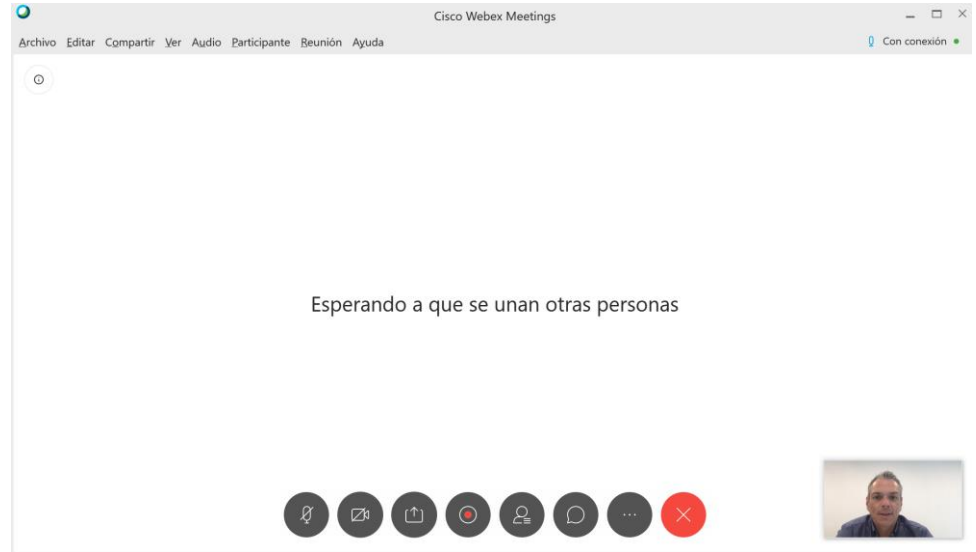 Cisco Webex Meetings
Archivo Editar Compartir Ver Audio Participante Reunión Ayuda
Con conexión
Esperando a que se unan otras personas